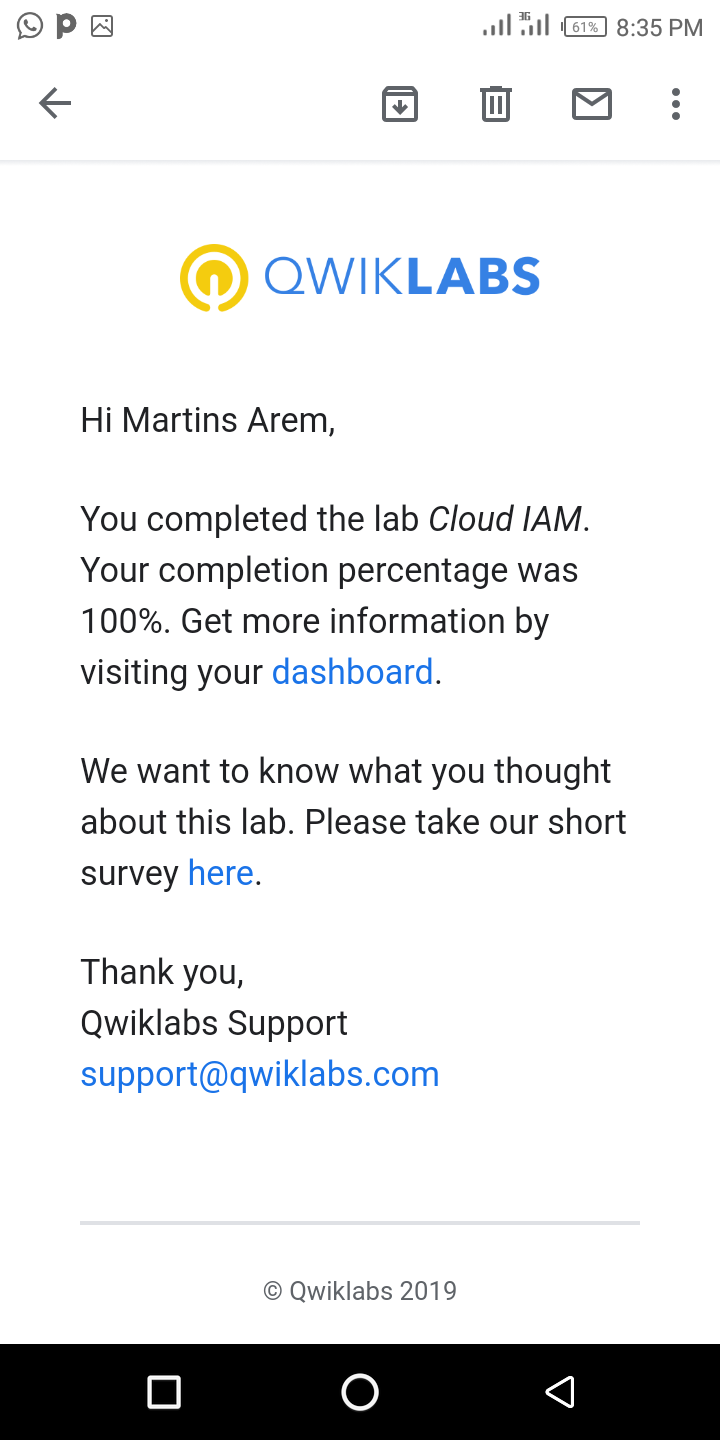 3G 61% 8:35 PM
QWIKLABS
Hi Martins Arem,
You completed the lab Cloud IAM.
Your completion percentage was
100%. Get more information by
visiting your dashboard.
We want to know what you thought
about this lab. Please take our short
survey here.
Thank you,
Qwiklabs Support
support@qwiklabs.com
© Qwiklabs 2019